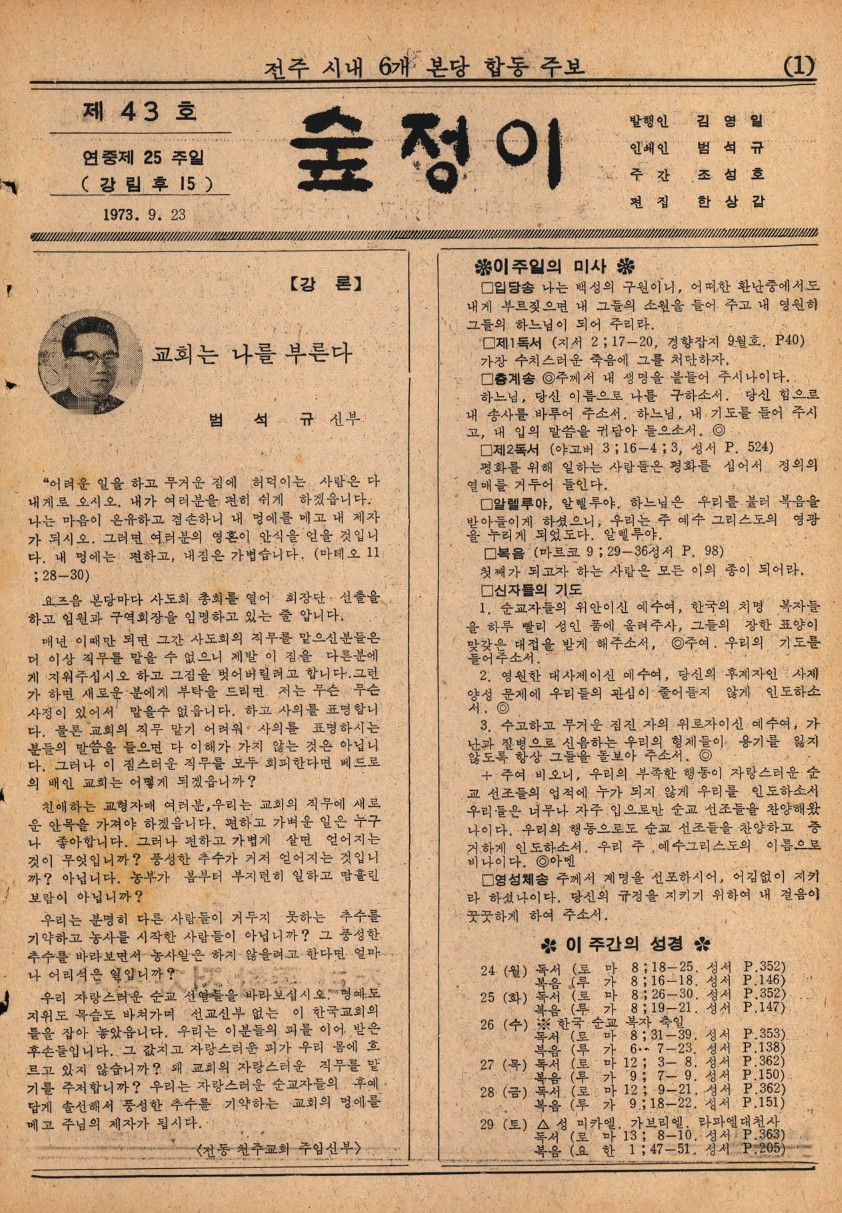 전주 시내 6개 본당 합동 주보
(1)
제 43 호
연중제 25 주일
( 강림후 15 )
1973. 9. 23
숲정이
발행인 김영일
인쇄인 범석규
주간 조성호
편집 한상갑
【강 론】
교회는 나를 부른다
범석규 신부
“어려운 일을 하고 무거운 짐에 허덕이는 사람은 다
내게로 오시오. 내가 여러분을 편히 쉬게 하겠읍니다.
나는 마음이 온유하고 겸손하니 내 멍에를 메고 내 제자
가 되시오. 그러면 여러분의 영혼이 안식을 얻을 것입니
다. 내 멍에는 편하고, 내짐은 가볍습니다. (마테오 11
;28—30)
요즈음 본당마다 사도회 총회를 열어 회장단 선출을
하고 임원과 구역회장을 임명하고 있는 줄 압니다.
매년 이때만 되면 그간 사도회의 직무를 맡으신분들은
더 이상 직무를 맡을 수 없으니 제발 이 짐을 다른분에
게 지워주십시오 하고 그짐을 벗어버릴려고 합니다.그런
가 하면 새로운 분에게 부탁을 드리면 저는 무슨 무슨
사정이 있어서 맡을수 없읍니다. 하고 사의를 표명합니
다. 물론 교회의 직무 맡기 어려워 사의를 표명하시는
분들의 말씀을 들으면 다 이해가 가지 않는 것은 아닙니
다. 그러나 이 짐스러운 직무를 모두 회피한다면 베드로
의 배인 교회는 어떻게 되겠읍니까?
친애하는 교형자매 여러분,우리는 교회의 직무에 새로
운 안목을 가져야 하겠읍니다. 편하고 가벼운 일은 누구
나 좋아합니다. 그러나 편하고 가볍게 살면 얻어지는
것이 무엇입니까? 풍성한 추수가 거저 얻어지는 것입니
까? 아닙니다. 농부가 봄부터 부지런히 일하고 땀흘린
보람이 아닙니까?
우리는 분명히 다른 사람들이 거두지 못하는 추수를
기약하고 농사를 시작한 사람들이 아닙니까? 그 풍성한
추수를 바라보면서 농사일은 하지 않을려고 한다면 얼마
나 어리석은 일입니까?
우리 자랑스러운 순교 선열들을 바라보십시오. 명예도
지위도 목숨도 바쳐가며 선교신부 없는 이 한국교회의
틀을 잡아 놓았읍니다. 우리는 이분들의 피를 이어 받은
후손들입니다. 그 값지고 자랑스러운 피가 우리 몸에 흐
르고 있지 않습니까? 왜 교회의 자랑스러운 직무를 맡
기를 주저합니까? 우리는 자랑스러운 순교자들의 후예
답게 솔선해서 풍성한 추수를 기약하는 교회의 멍에를
메고 주님의 제자가 됩시다.
〈전동 천주교회 주임신부〉
❇이주일의 미사 ❇
□입당송 나는 백성의 구원이니, 어떠한 환난중에서도
내게 부르짖으면 내 그들의 소원을 들어 주고 내 영원히
그들의 하느님이 되어 주리라.
□제1독서 (지서 2;17—20, 경향잡지 9월호. P40)
가장 수치스러운 죽음에 그를 처단하자.
□층계송 ◎주께서 내 생명을 붙들어 주시나이다.
하느님, 당신 이름으로 나를 구하소서. 당신 힘으로
내 송사를 바루어 주소서. 하느님, 내 기도를 들어 주시
고, 내 입의 말씀을 귀담아 들으소서. ◎
□제2독서 (야고버 3;16—4;3, 성서 P. 524)
평화를 위해 일하는 사람들은 평화를 심어서 정의의
열매를 거두어 들인다.
□알렐루야, 알렐루야. 하느님은 우리를 불러 복음을
받아들이게 하셨으니, 우리는 주 예수 그리스도의 영광
을 누리게 되었도다. 알렐루야.
□복음 (마르코 9;29—36성서 P. 98)
첫째가 되고자 하는 사람은 모든 이의 종이 되어라.
□신자들의 기도
1. 순교자들의 위안이신 예수여, 한국의 치명 복자들
을 하루 빨리 성인 품에 올려주사, 그들의 장한 표양이
맞갖은 대접을 받게 해주소서, ◎주여. 우리의 기도를
들어주소서.
2. 영원한 대사제이신 예수여, 당신의 후계자인 사제
양성 문제에 우리들의 관심이 줄어들지 않게 인도하소
서. ◎
3. 수고하고 무거운 짐진 자의 위로자이신 예수여, 가
난과 질병으로 신음하는 우리의 형제들이 용기를 잃지
않도록 항상 그들을 돌보아 주소서. ◎
+ 주여 비오니, 우리의 부족한 행동이 자랑스러운 순
교 선조들의 업적에 누가 되지 않게 우리를 인도하소서
우리들은 너무나 자주 입으로만 순교 선조들을 찬양해왔
나이다. 우리의 행동으로도 순교 선조들을 찬양하고 증
거하게 인도하소서. 우리 주 예수그리스도의 이름으로
비나이다. ◎아멘
□영성체송 주께서 계명을 선포하시어, 어김없이 지키
라 하셨나이다. 당신의 규정을 지키기 위하여 내 걸음이
꿋꿋하게 하여 주소서.
❇ 이 주간의 성경 ❇
24 (월) 독서 (로 마 8;18—25. 성서 P.352)
복음 (루 가 8;16—18. 성서 P.146)
25 (화) 독서 (로 마 8;26—30. 성서 P.352)
복음 (루 가 8;19—21. 성서 P.147)
26 (수) ※ 한국 순교 복자 축일
독서 (로 마 8;31—39. 성서 P.353)
복음 (루 가 6·· 7—23. 성서 P.138)
27 (목) 독서 (로 마 12; 3— 8. 성서 P.362)
복음 (루 가 9; 7— 9. 성서 P.150)
28 (금) 독서 (로 마 12; 9—21. 성서 P.362)
복음 (루 가 9;18—22. 성서 P.151)
29 (토) △ 성 미카엘. 가브리엘. 라파엘대천사
독서 (로 마 13; 8—10. 성서 P.363)
복음 (요 한 1;47—51. 성서 P.205)